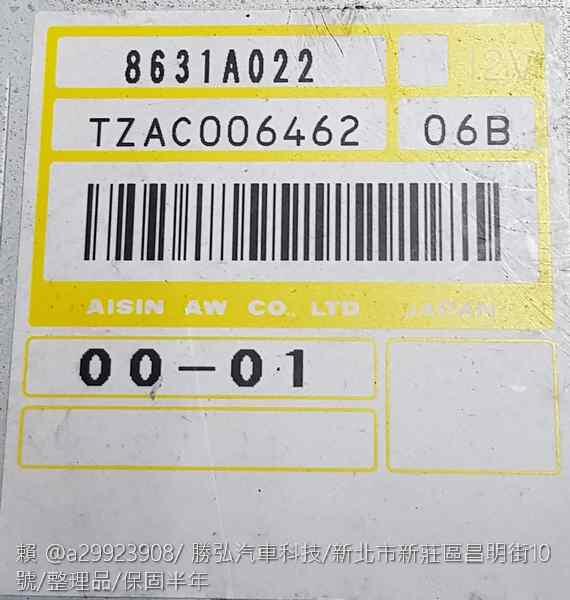 8631A022
12V
TZAC006462 06B
AISIN AW CO., LTD JAPAN
00-01
賴 @a29923908/ 勝弘汽車科技/新北市新莊區昌明街10
號/整理品/保固半年